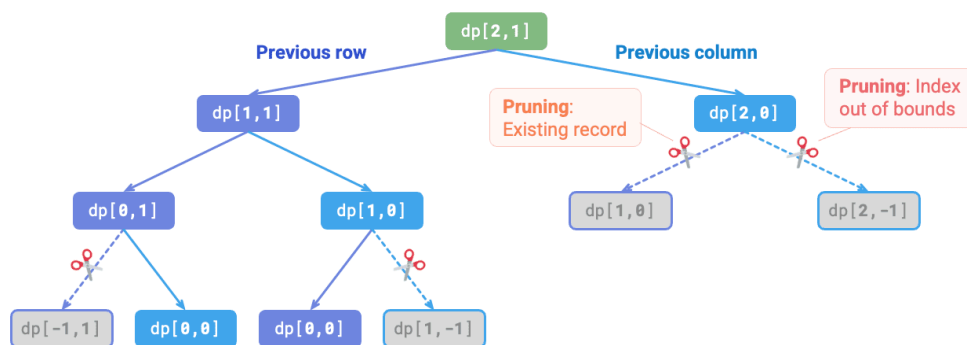 dp[2,1]
Previous row
Previous column
Pruning:
Existing record
Pruning: Index
out of bounds
dp[1,1]
dp[2,0]
dp[0,1]
dp[1,0]
dp[1,0]
dp[2,-1]
dp[-1,1]
dp[0,0]
dp[0,0]
dp[1,-1]